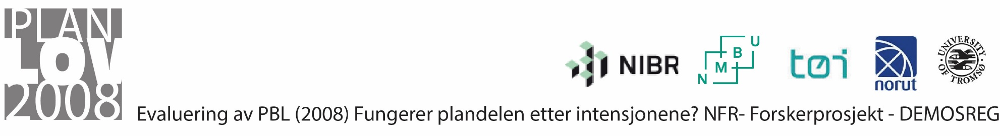 PLAN
LOV
2008
NIBR
NMBU
tøi
norut
UNIVERSITY OF TROMSØ
Evaluering av PBL (2008) Fungerer plandelen etter intensjonene? NFR- Forskerprosjekt - DEMOSREG